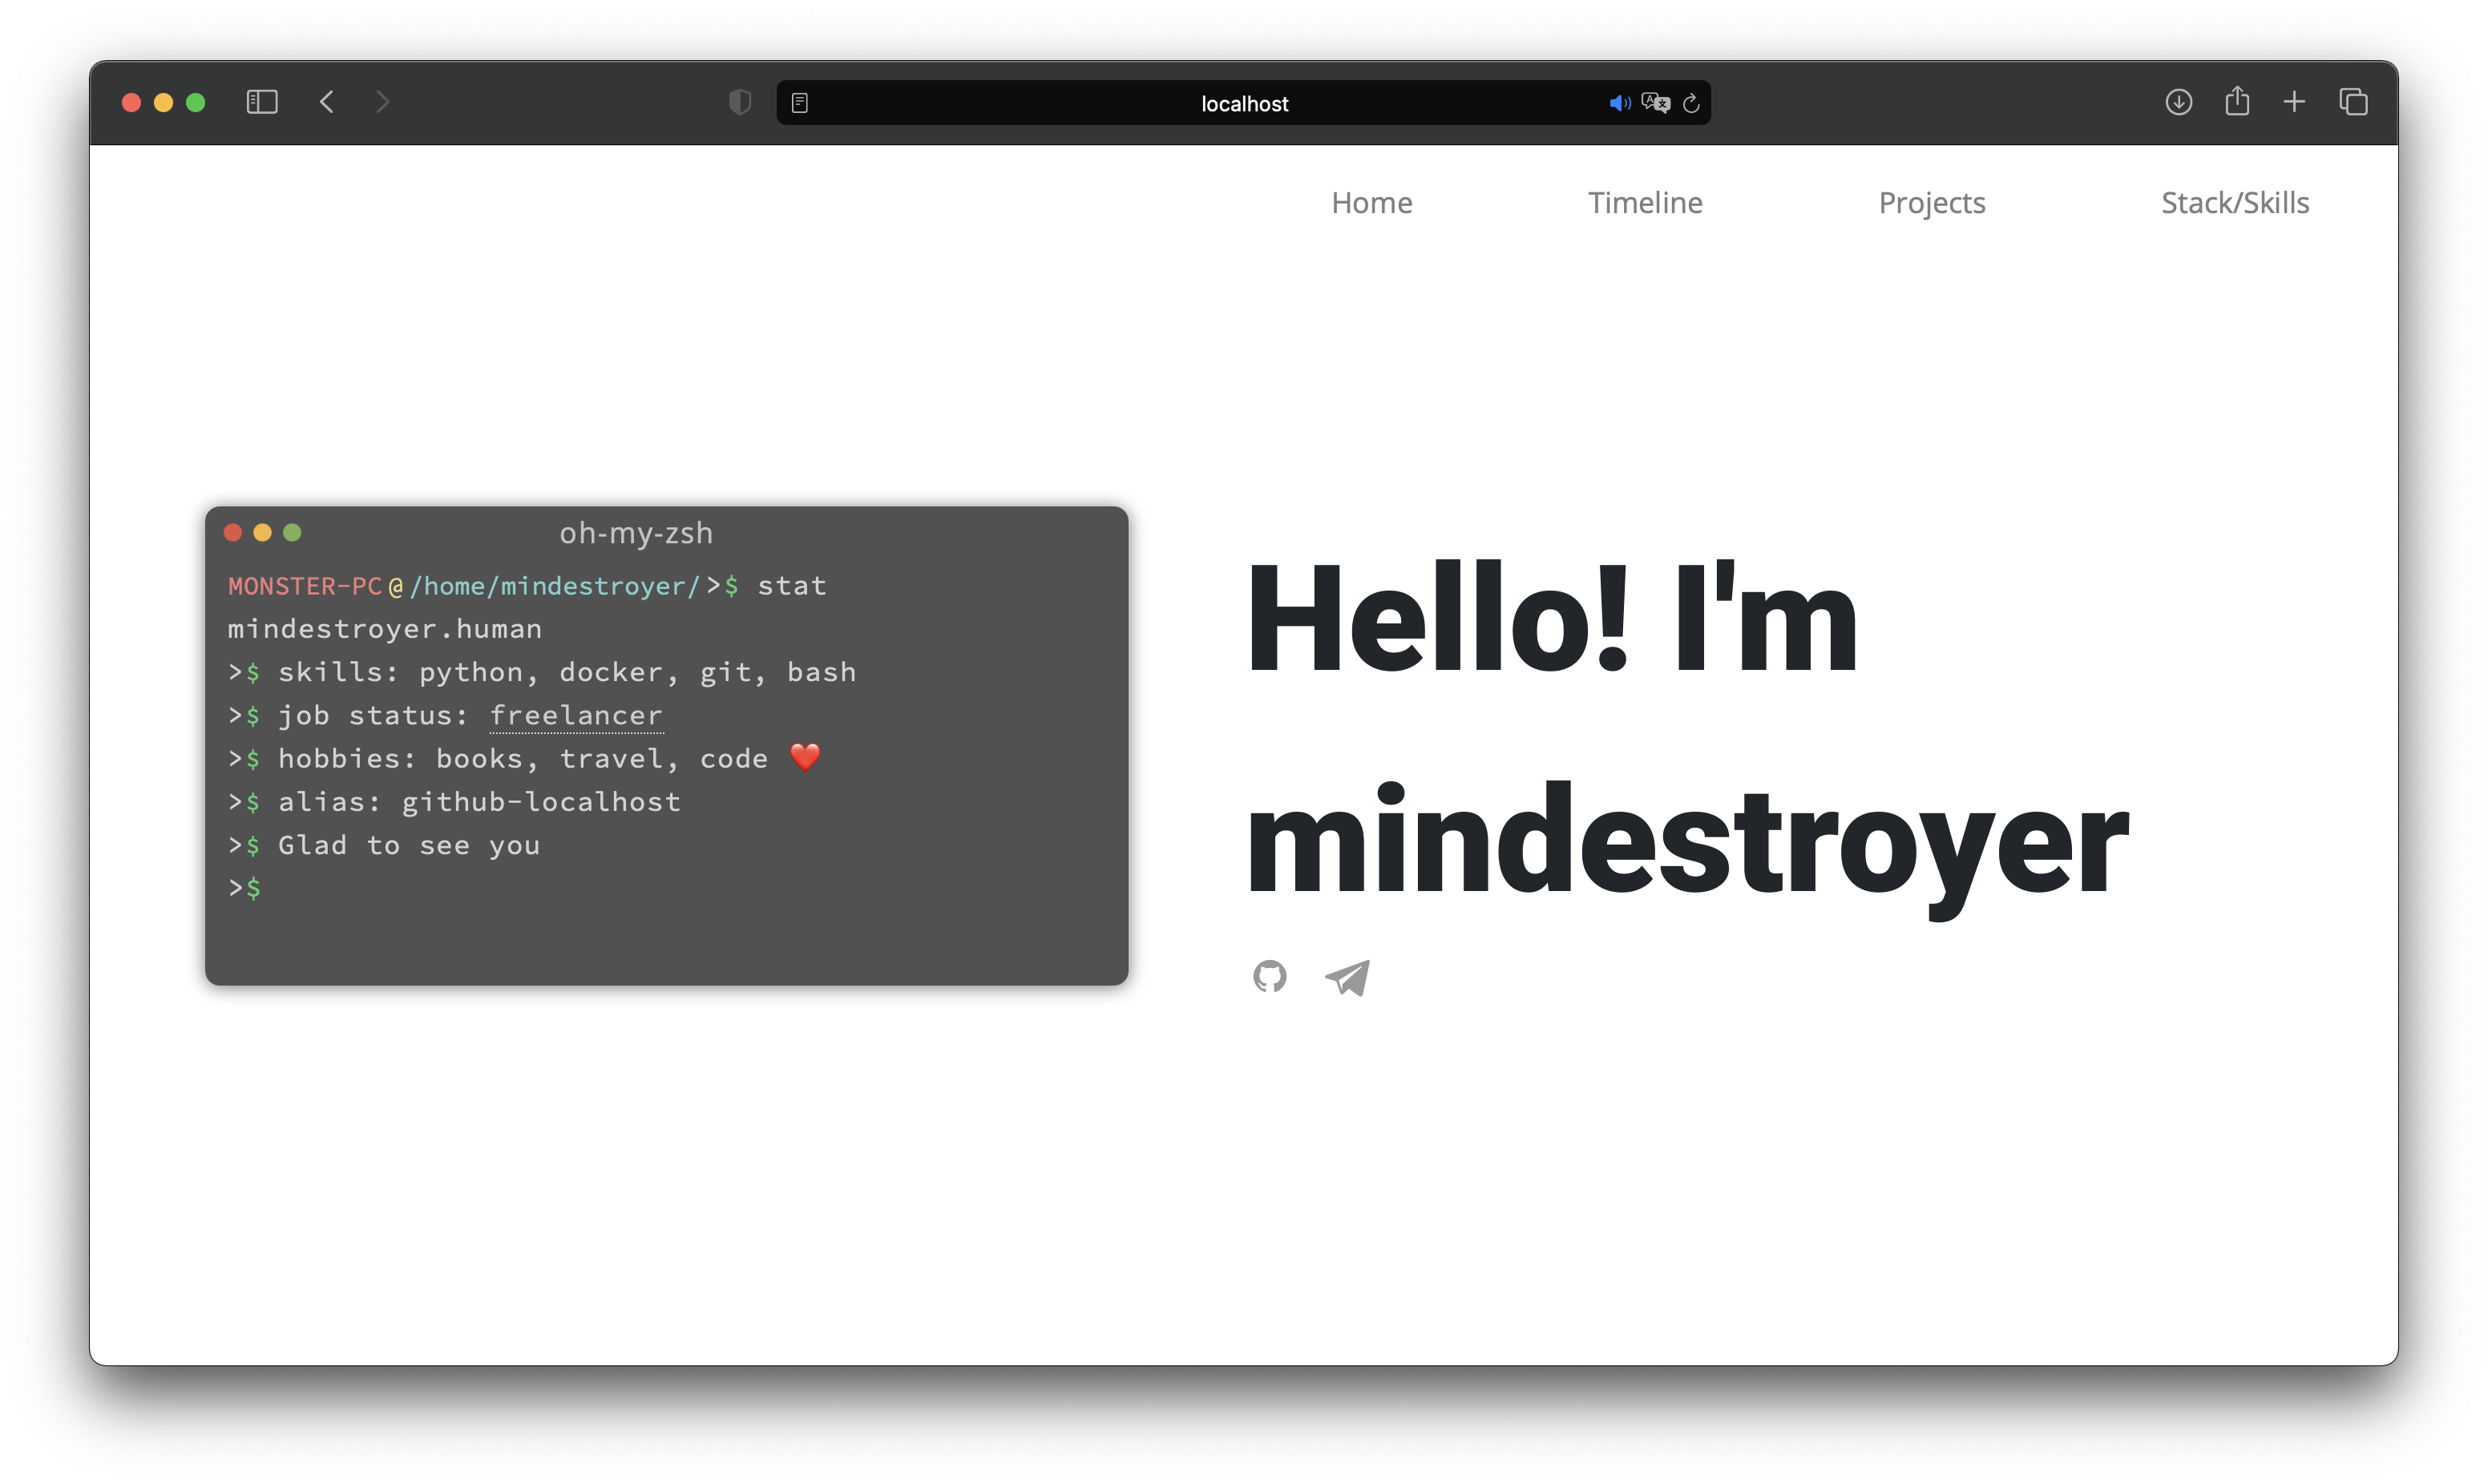 localhost
Home Timeline Projects Stack/Skills
oh-my-zsh
MONSTER-PC@/home/mindestroyer/>$ stat
mindestroyer.human
>$ skills: python, docker, git, bash
>$ job status: freelancer
>$ hobbies: books, travel, code ❤️
>$ alias: github-localhost
>$ Glad to see you
>$
Hello! I'm
mindestroyer